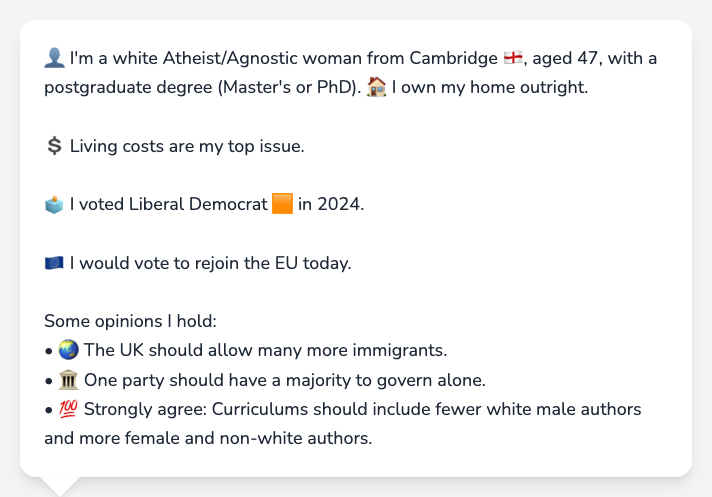 👤 I'm a white Atheist/Agnostic woman from Cambridge 🏴󠁧󠁢󠁥󠁮󠁧󠁿, aged 47, with a
postgraduate degree (Master's or PhD). 🏠 I own my home outright.
💲 Living costs are my top issue.
🗳️ I voted Liberal Democrat 🟧 in 2024.
🇪🇺 I would vote to rejoin the EU today.
Some opinions I hold:
• 🌏 The UK should allow many more immigrants.
• 🏛️ One party should have a majority to govern alone.
• 💯 Strongly agree: Curriculums should include fewer white male authors
and more female and non-white authors.